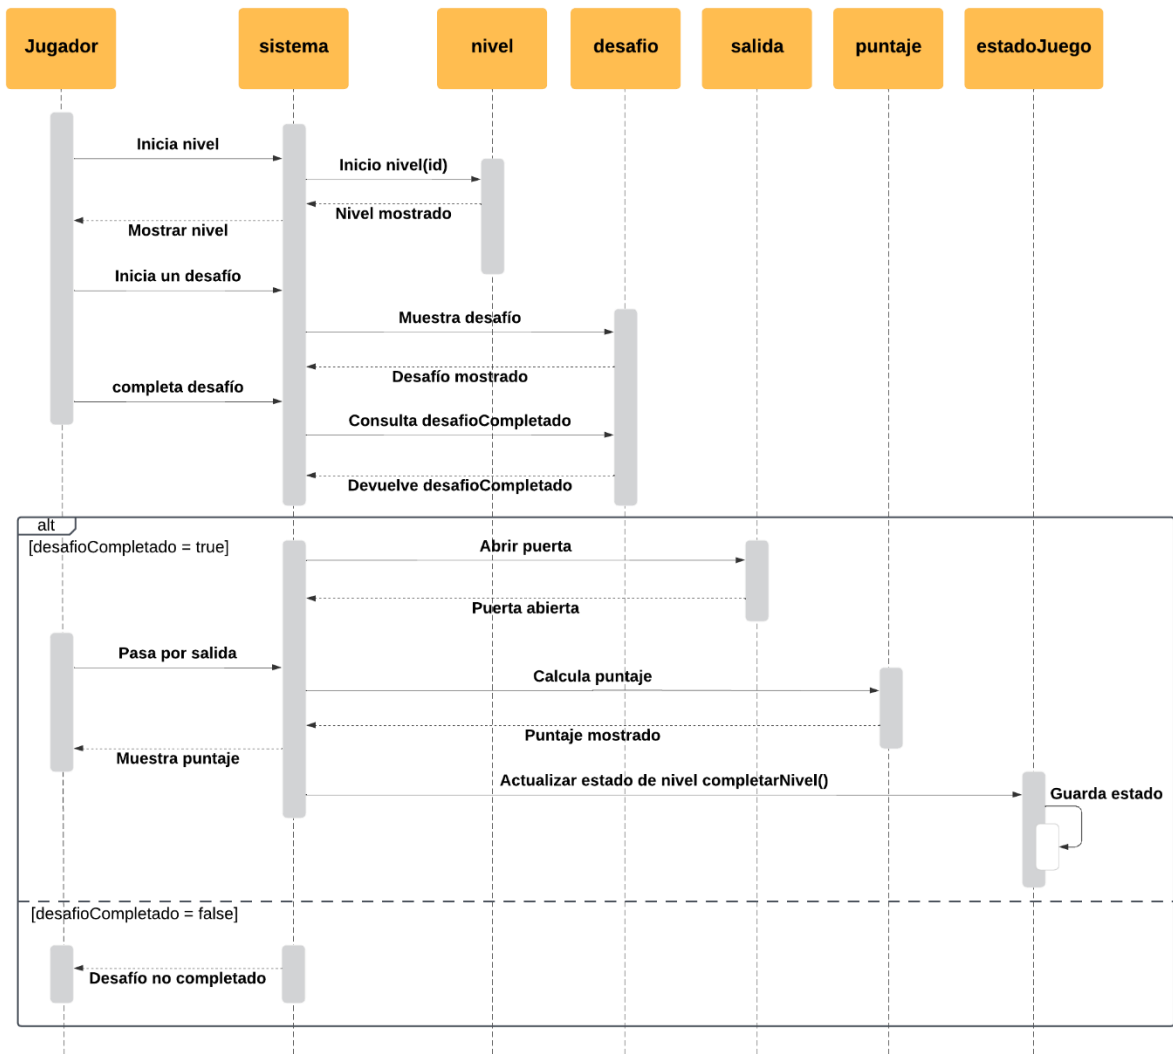 Jugador
sistema
nivel
desafio
salida
puntaje
estadoJuego
Inicia nivel
Inicio nivel(id)
Nivel mostrado
Mostrar nivel
Inicia un desafío
Muestra desafío
Desafío mostrado
completa desafío
Consulta desafioCompletado
Devuelve desafioCompletado
alt
[desafioCompletado = true]
Abrir puerta
Puerta abierta
Pasa por salida
Calcula puntaje
Puntaje mostrado
Muestra puntaje
Actualizar estado de nivel completarNivel()
Guarda estado
[desafioCompletado = false]
Desafío no completado